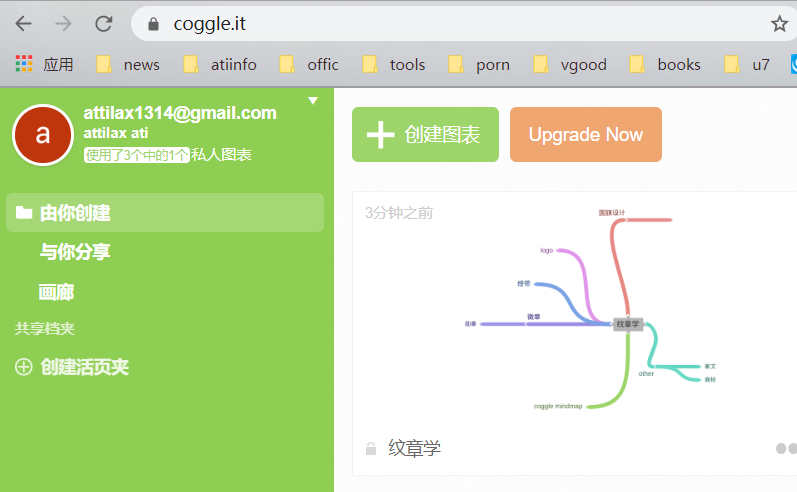 coggle.it
应用 news atiinfo offic tools porn vgood books u7
attilax1314@gmail.com
a
attilax ati
使用了3个中的1个 私人图表
由你创建
与你分享
画廊
共享档夹
创建活页夹
创建图表
Upgrade Now
3分钟之前
国旗设计
logo
绶带
徽章
纹章学
other
家文
商标
coggle mindmap
纹章学